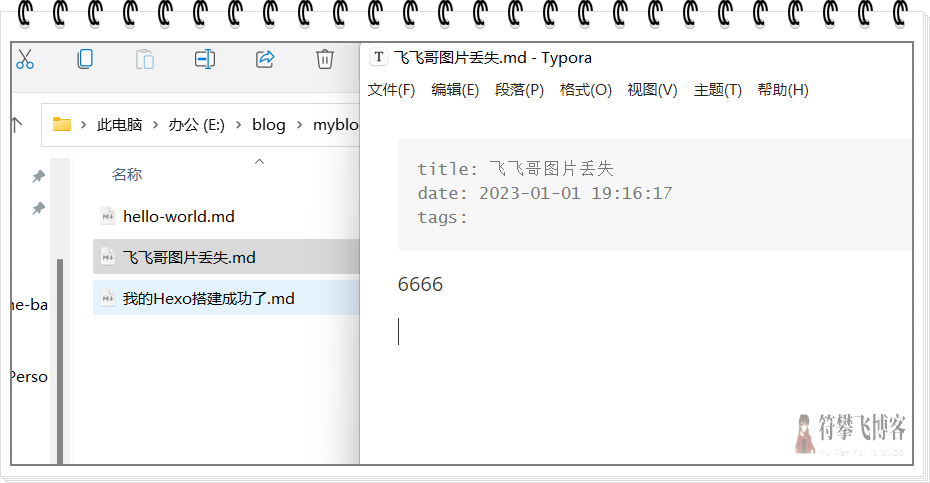 飞飞哥图片丢失.md - Typora
文件(F) 编辑(E) 段落(P) 格式(O) 视图(V) 主题(T) 帮助(H)
此电脑 办公 (E:) blog myblo
名称
hello-world.md
飞飞哥图片丢失.md
我的Hexo搭建成功了.md
ne-ba
Perso
title: 飞飞哥图片丢失
date: 2023-01-01 19:16:17
tags:
6666
符攀飞博客